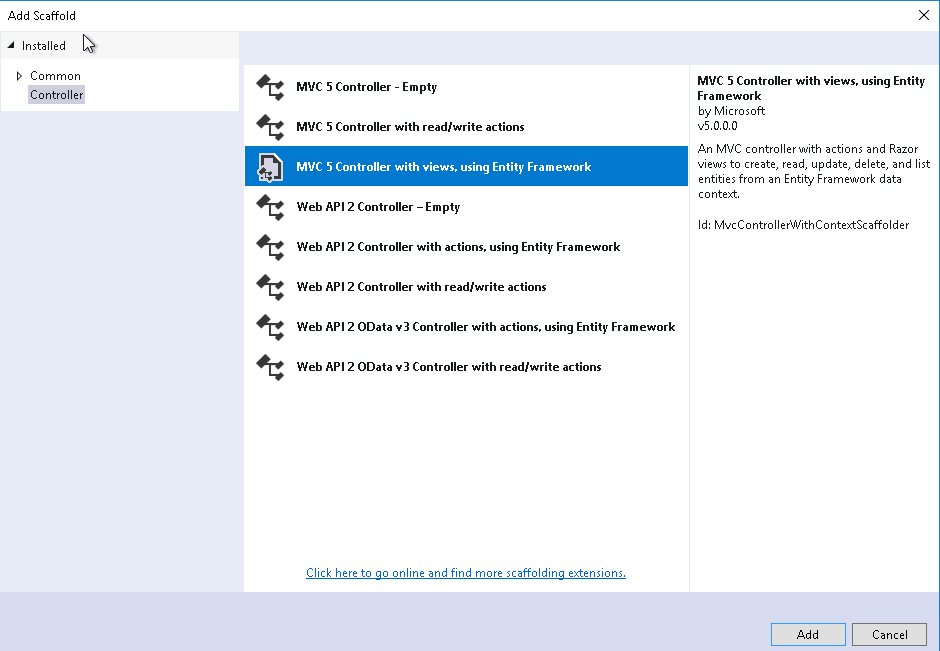 Add Scaffold
Installed
Common
Controller
MVC 5 Controller - Empty
MVC 5 Controller with read/write actions
MVC 5 Controller with views, using Entity Framework
Web API 2 Controller – Empty
Web API 2 Controller with actions, using Entity Framework
Web API 2 Controller with read/write actions
Web API 2 OData v3 Controller with actions, using Entity Framework
Web API 2 OData v3 Controller with read/write actions
Click here to go online and find more scaffolding extensions.
MVC 5 Controller with views, using Entity
Framework
by Microsoft
v5.0.0.0
An MVC controller with actions and Razor
views to create, read, update, delete, and list
entities from an Entity Framework data
context.
Id: MvcControllerWithContextScaffolder
Add
Cancel